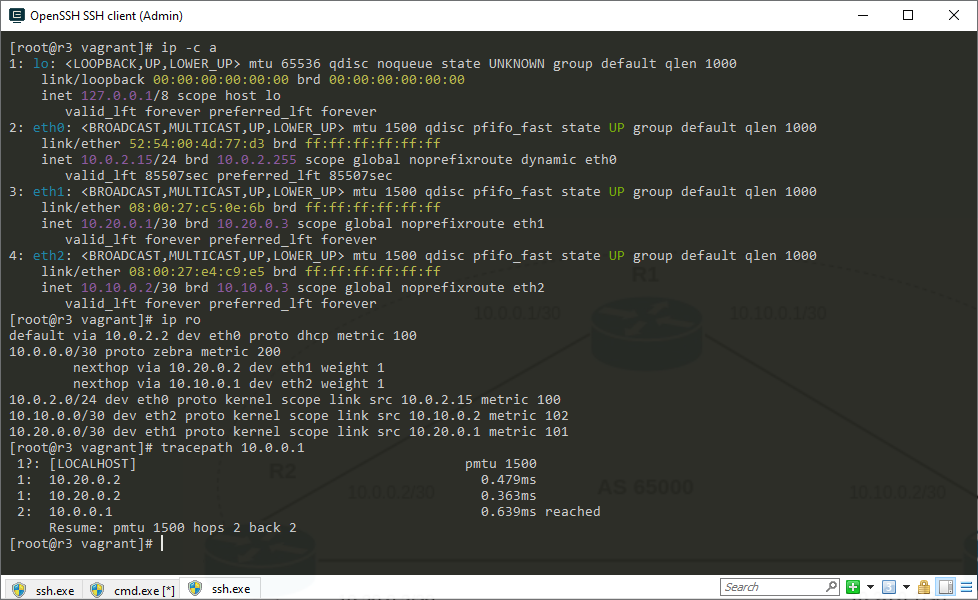 OpenSSH SSH client (Admin)
[root@r3 vagrant]# ip -c a
1: lo: <LOOPBACK,UP,LOWER_UP> mtu 65536 qdisc noqueue state UNKNOWN group default qlen 1000
    link/loopback 00:00:00:00:00:00 brd 00:00:00:00:00:00
    inet 127.0.0.1/8 scope host lo
       valid_lft forever preferred_lft forever
2: eth0: <BROADCAST,MULTICAST,UP,LOWER_UP> mtu 1500 qdisc pfifo_fast state UP group default qlen 1000
    link/ether 52:54:00:4d:77:d3 brd ff:ff:ff:ff:ff:ff
    inet 10.0.2.15/24 brd 10.0.2.255 scope global noprefixroute dynamic eth0
       valid_lft 85507sec preferred_lft 85507sec
3: eth1: <BROADCAST,MULTICAST,UP,LOWER_UP> mtu 1500 qdisc pfifo_fast state UP group default qlen 1000
    link/ether 08:00:27:c5:0e:6b brd ff:ff:ff:ff:ff:ff
    inet 10.20.0.1/30 brd 10.20.0.3 scope global noprefixroute eth1
       valid_lft forever preferred_lft forever
4: eth2: <BROADCAST,MULTICAST,UP,LOWER_UP> mtu 1500 qdisc pfifo_fast state UP group default qlen 1000
    link/ether 08:00:27:e4:c9:e5 brd ff:ff:ff:ff:ff:ff
    inet 10.10.0.2/30 brd 10.10.0.3 scope global noprefixroute eth2
       valid_lft forever preferred_lft forever
[root@r3 vagrant]# ip ro
default via 10.0.2.2 dev eth0 proto dhcp metric 100
10.0.0.0/30 proto zebra metric 200
        nexthop via 10.20.0.2 dev eth1 weight 1
        nexthop via 10.10.0.1 dev eth2 weight 1
10.0.2.0/24 dev eth0 proto kernel scope link src 10.0.2.15 metric 100
10.10.0.0/30 dev eth2 proto kernel scope link src 10.10.0.2 metric 102
10.20.0.0/30 dev eth1 proto kernel scope link src 10.20.0.1 metric 101
[root@r3 vagrant]# tracepath 10.0.0.1
 1?: [LOCALHOST]                                         pmtu 1500
 1:  10.20.0.2                                             0.479ms
 1:  10.20.0.2                                             0.363ms
 2:  10.0.0.1                                              0.639ms reached
     Resume: pmtu 1500 hops 2 back 2
[root@r3 vagrant]#
R1
10.0.0.1/30
10.10.0.1/30
R2
10.0.0.2/30
AS 65000
10.10.0.2/30
ssh.exe
cmd.exe [*]
ssh.exe
Search